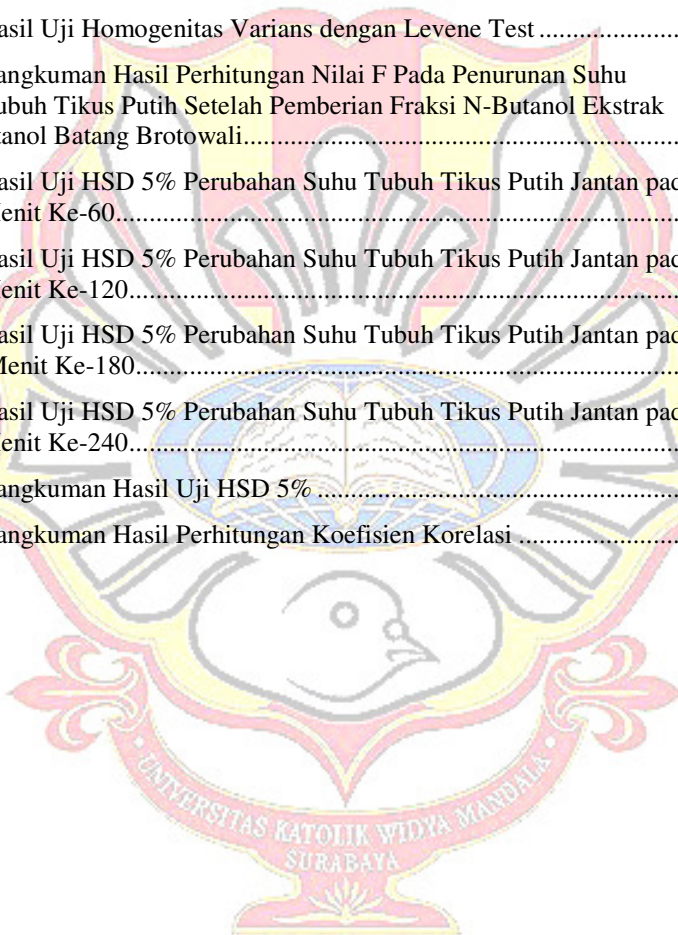 asil Uji Homogenitas Varians dengan Levene Test ....................
angkuman Hasil Perhitungan Nilai F Pada Penurunan Suhu
ubuh Tikus Putih Setelah Pemberian Fraksi N-Butanol Ekstrak
tanol Batang Brotowali....................
asil Uji HSD 5% Perubahan Suhu Tubuh Tikus Putih Jantan pad
enit Ke-60....................
asil Uji HSD 5% Perubahan Suhu Tubuh Tikus Putih Jantan pad
enit Ke-120....................
asil Uji HSD 5% Perubahan Suhu Tubuh Tikus Putih Jantan pad
Menit Ke-180....................
asil Uji HSD 5% Perubahan Suhu Tubuh Tikus Putih Jantan pad
enit Ke-240....................
angkuman Hasil Uji HSD 5% ....................
angkuman Hasil Perhitungan Koefisien Korelasi ....................
UNIVERSITAS KATOLIK WIDYA MANDALA
SURABAYA